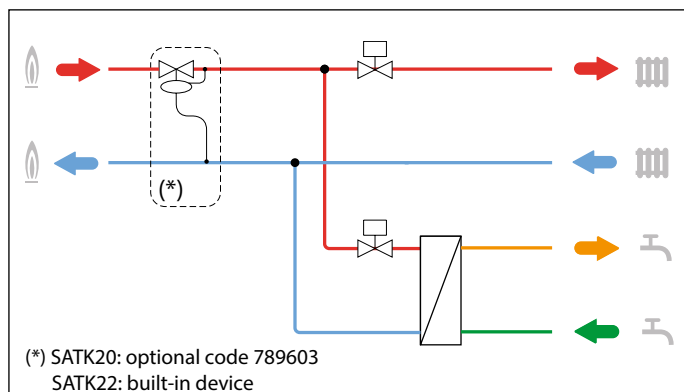 (*)
(*) SATK20: optional code 789603
SATK22: built-in device